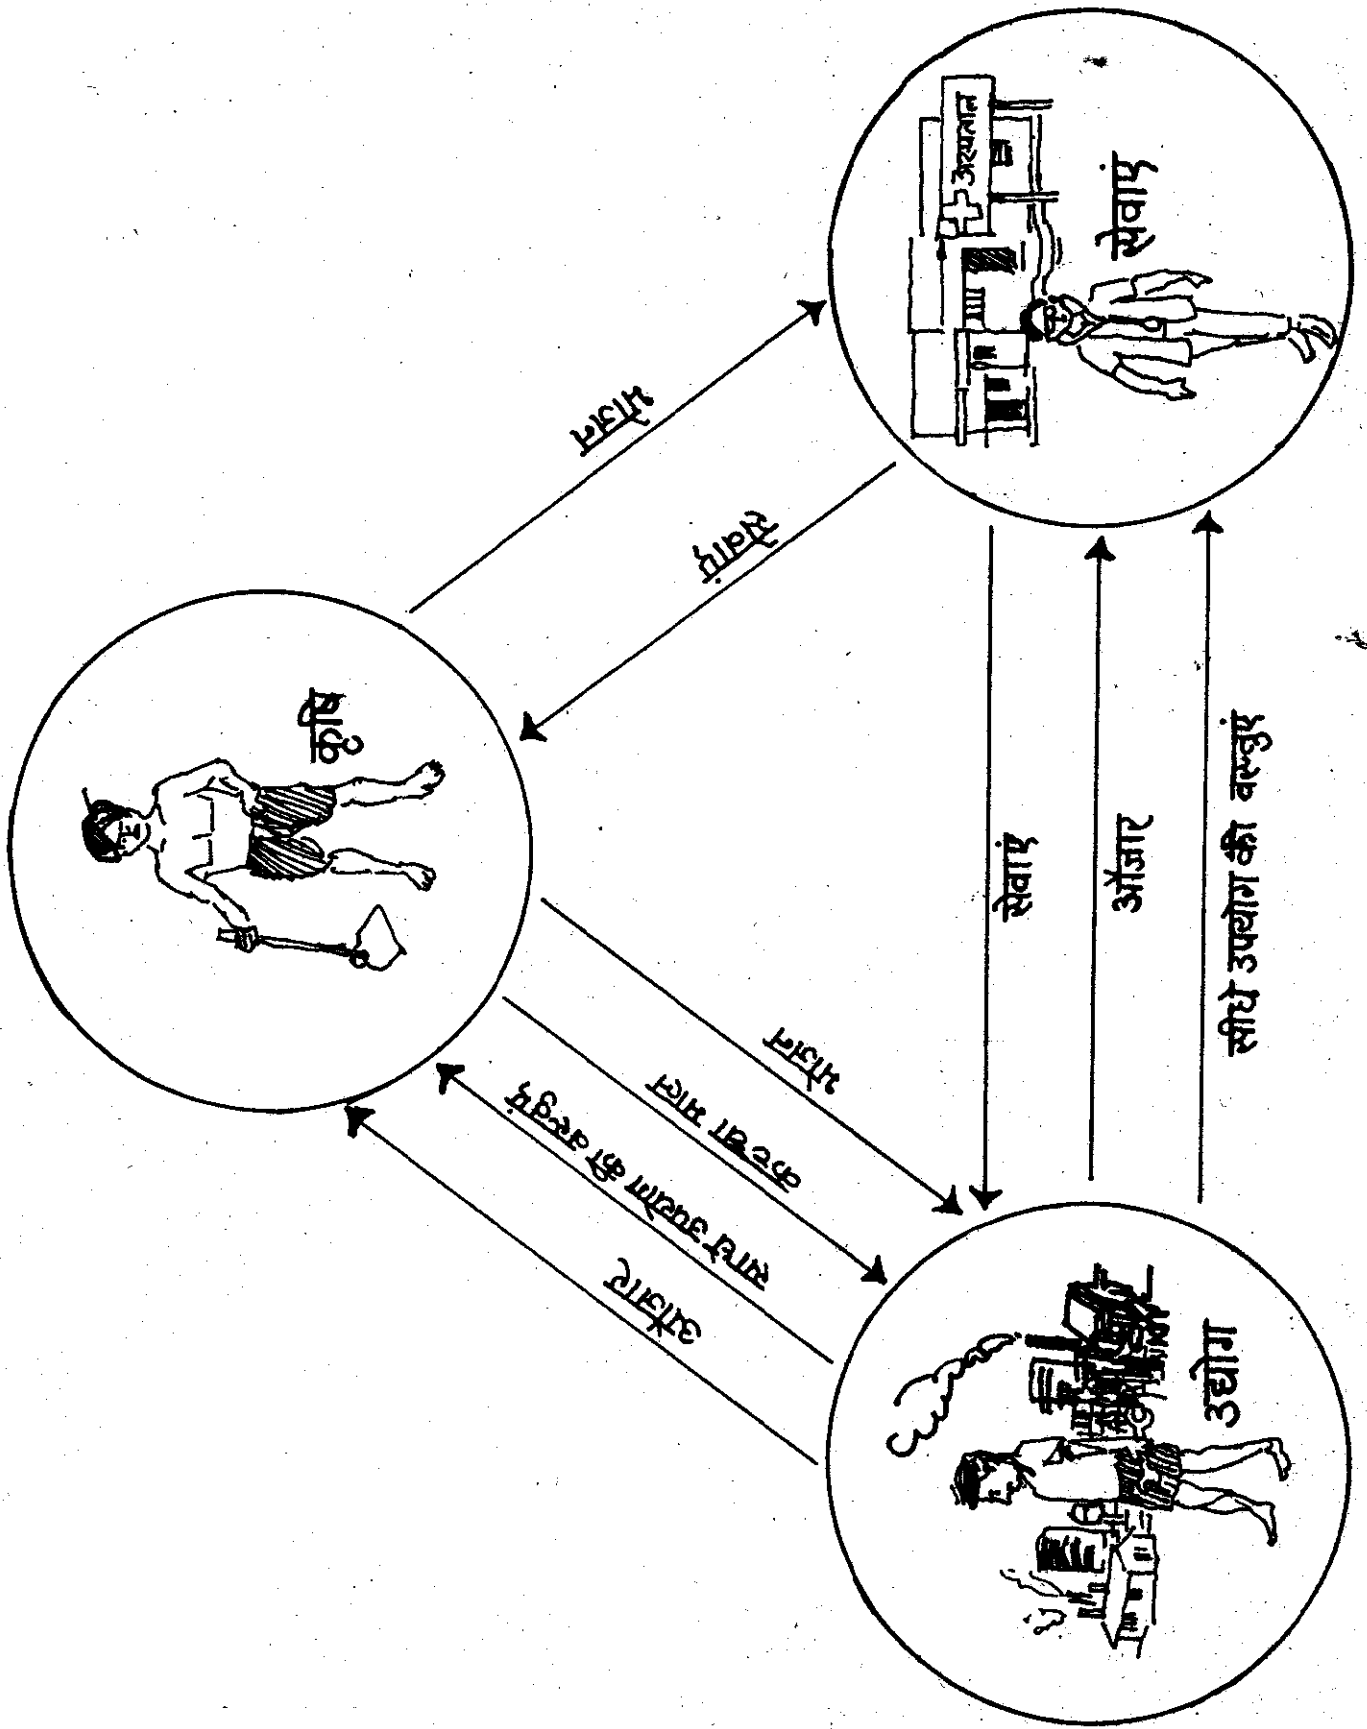 कृषि
भोजन
सेवाएं
औजार
सीधे उपयोग की वस्तुएं
कच्चा माल
भोजन
अस्पताल
सेवाएं
सेवाएं
औजार
सीधे उपयोग की वस्तुएं
उद्योग